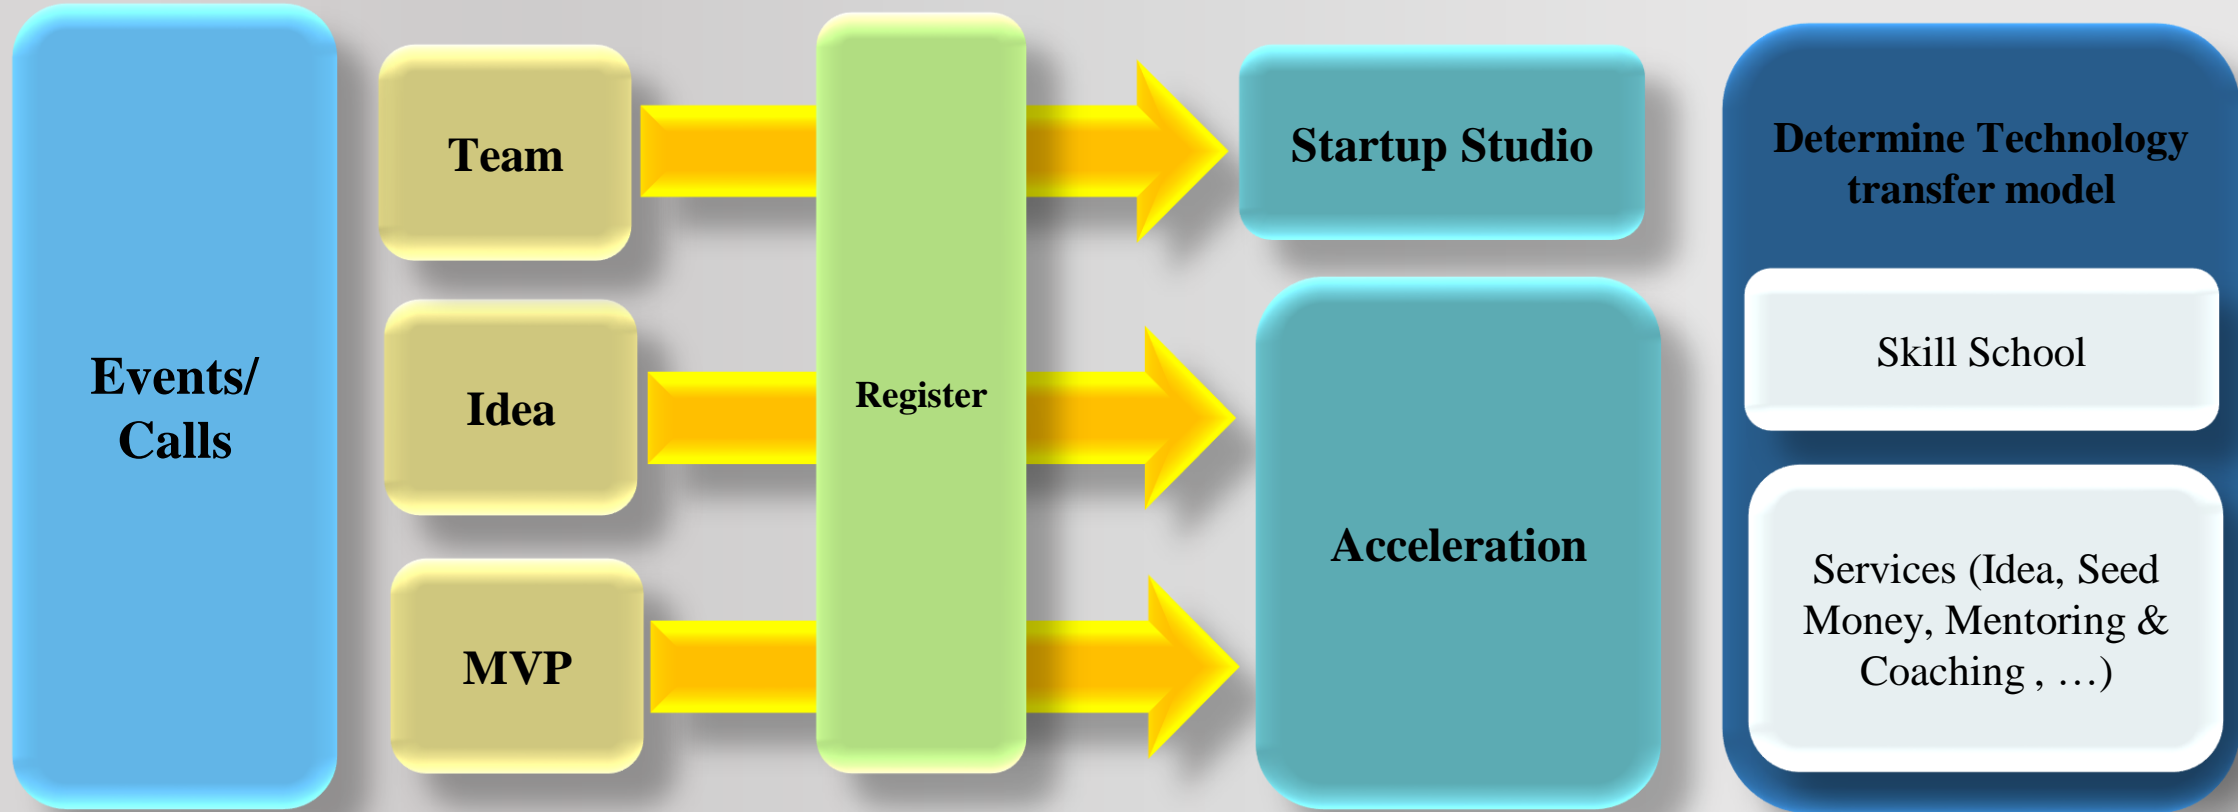 Events/
Calls
Team
Idea
MVP
Register
Startup Studio
Acceleration
Determine Technology
transfer model
Skill School
Services (Idea, Seed
Money, Mentoring &
Coaching , …)